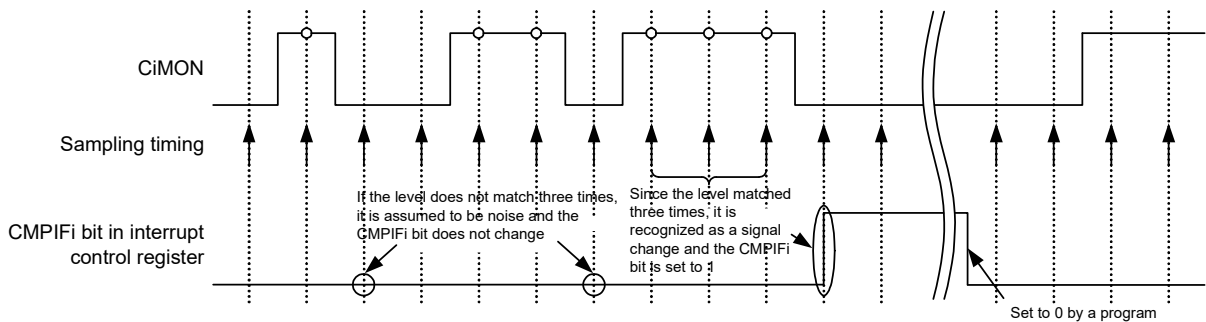 CiMON
Sampling timing
If the level does not match three times,
it is assumed to be noise and the
CMPIFi bit does not change
Since the level matched
three times, it is
recognized as a signal
change and the CMPIFi
bit is set to 1
CMPIFi bit in interrupt
control register
Set to 0 by a program